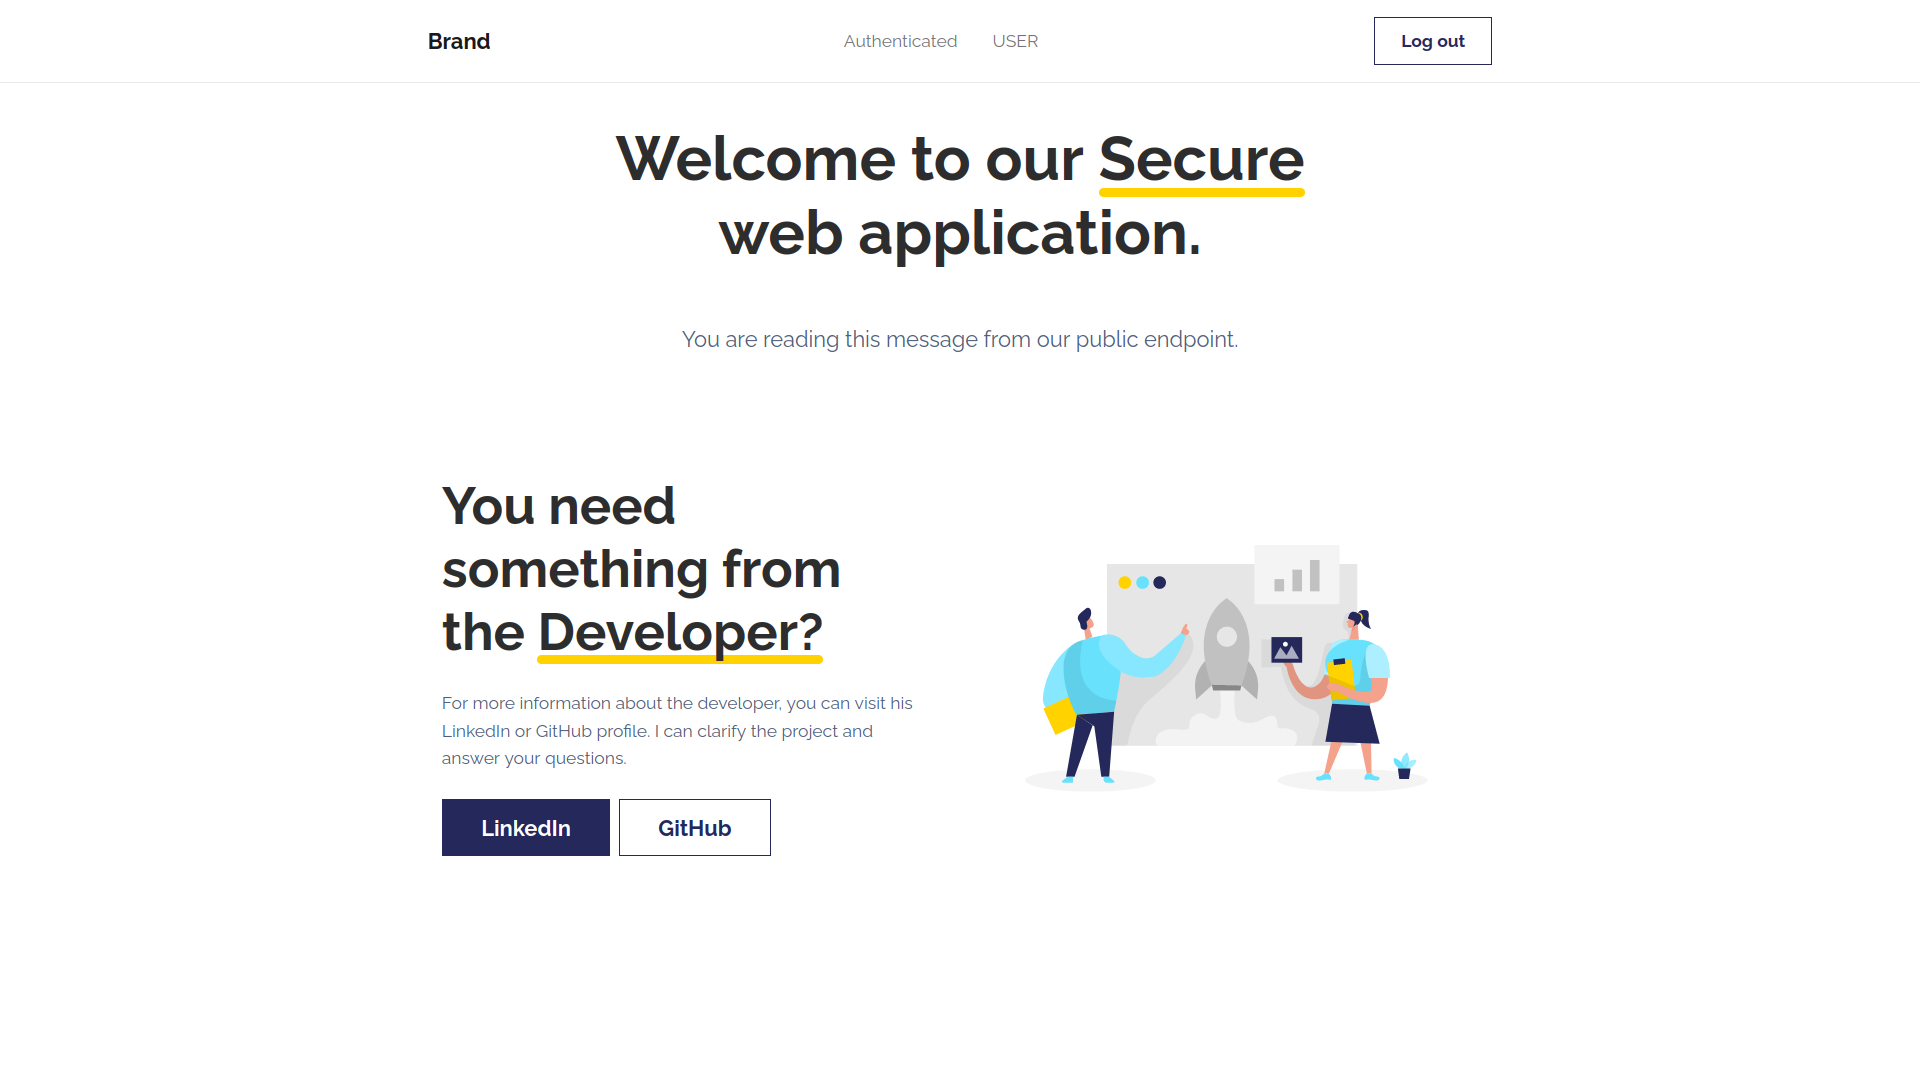 Brand
Authenticated
USER
Log out
Welcome to our Secure
web application.
You are reading this message from our public endpoint.
You need
something from
the Developer?
For more information about the developer, you can visit his
LinkedIn or GitHub profile. I can clarify the project and
answer your questions.
LinkedIn
GitHub